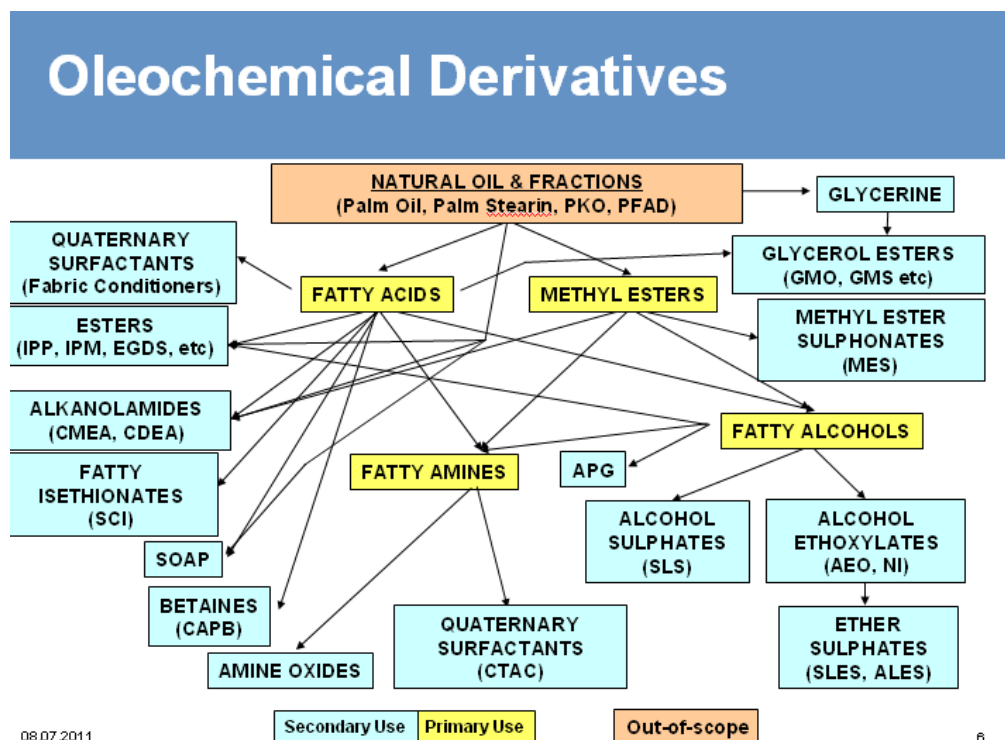 Oleochemical Derivatives
NATURAL OIL & FRACTIONS
(Palm Oil, Palm Stearin, PKO, PFAD)
GLYCERINE
QUATERNARY
SURFACTANTS
(Fabric Conditioners)
FATTY ACIDS
METHYL ESTERS
GLYCEROL ESTERS
(GMO, GMS etc)
ESTERS
(IPP, IPM, EGDS, etc)
METHYL ESTER
SULPHONATES
(MES)
ALKANOLAMIDES
(CMEA, CDEA)
FATTY ALCOHOLS
FATTY
ISETHIONATES
(SCI)
FATTY AMINES
APG
SOAP
ALCOHOL
SULPHATES
(SLS)
ALCOHOL
ETHOXYLATES
(AEO, NI)
BETAINES
(CAPB)
AMINE OXIDES
QUATERNARY
SURFACTANTS
(CTAC)
ETHER
SULPHATES
(SLES, ALES)
Secondary Use
Primary Use
Out-of-scope
08.07.2011
6